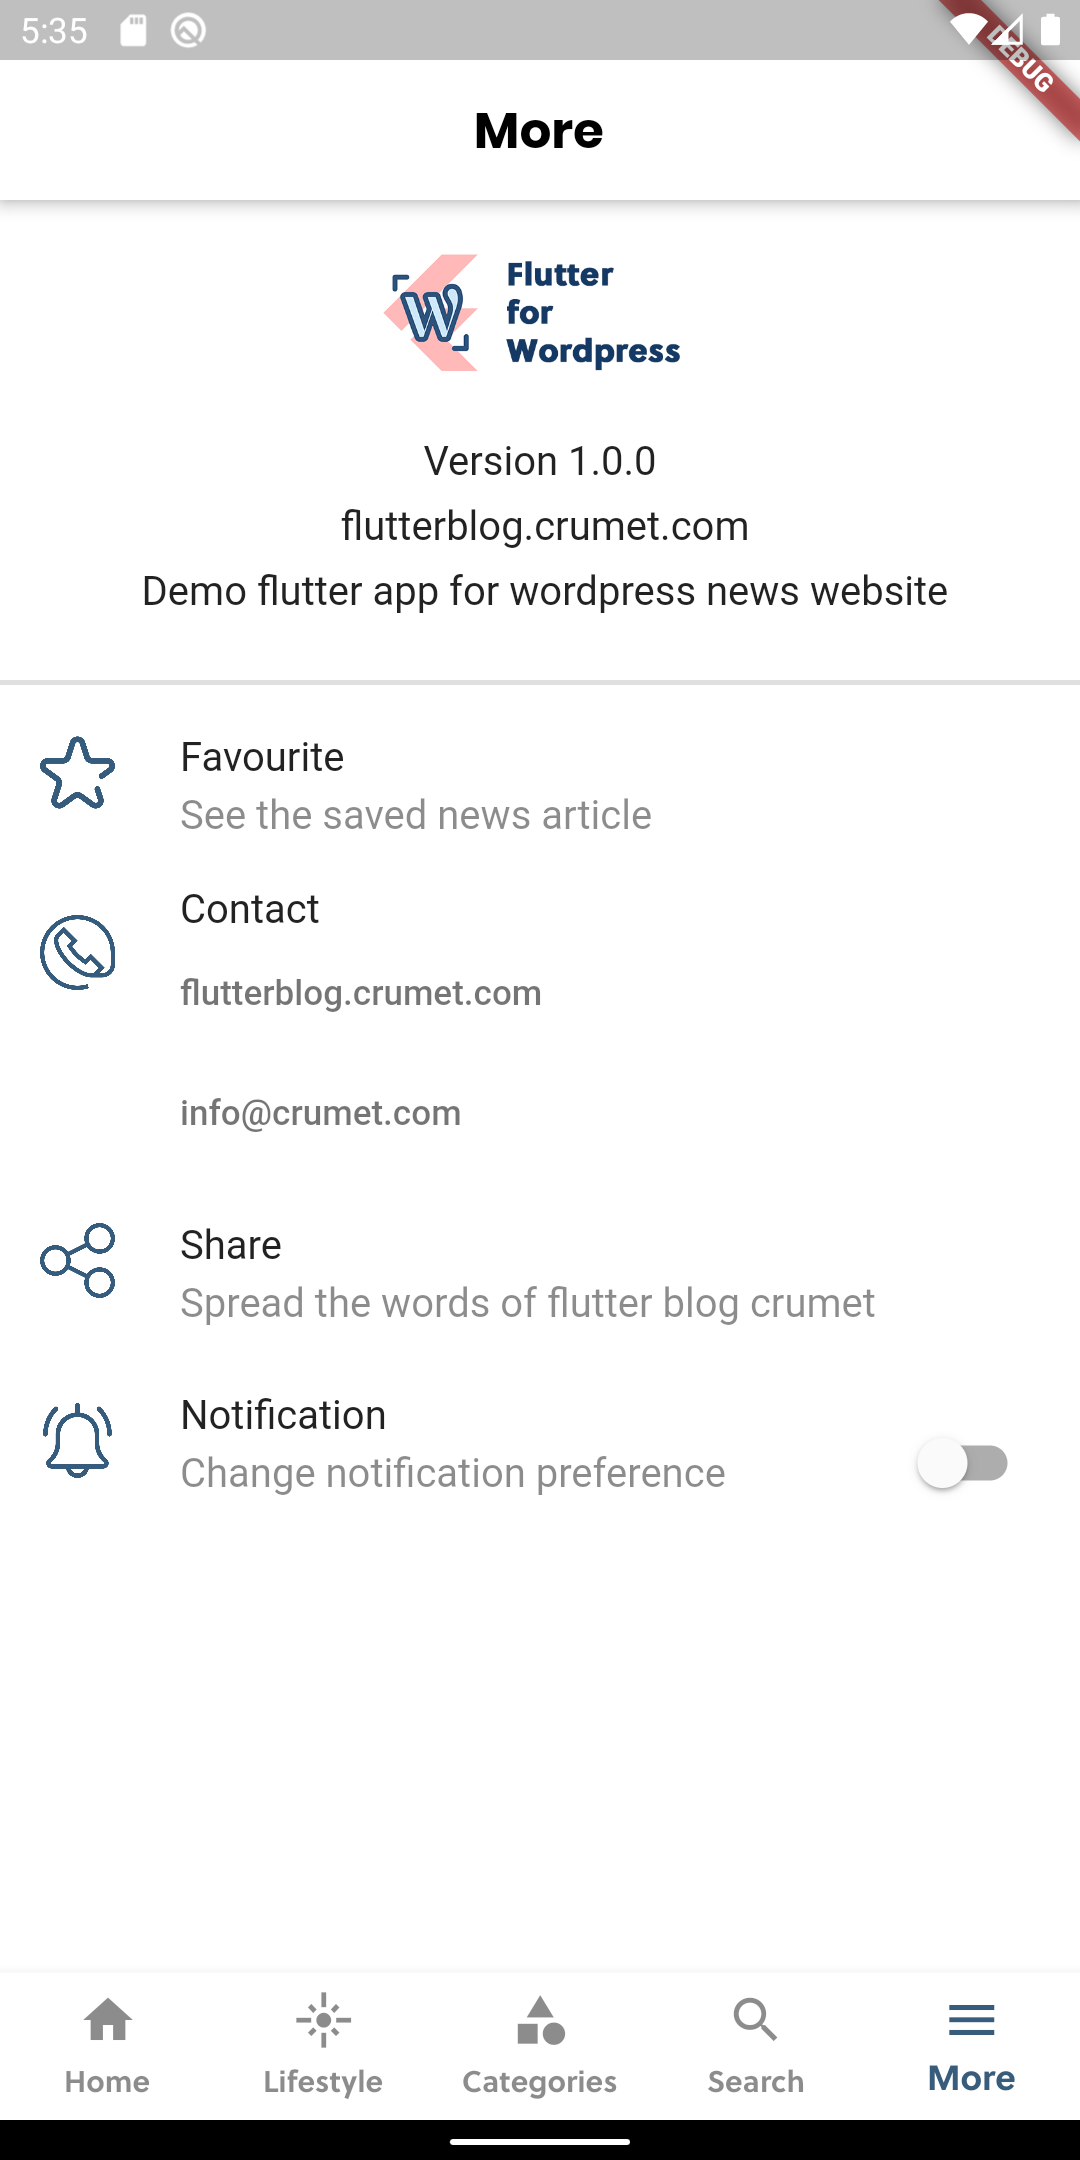 5:35
DEBUG
More
Flutter
for
Wordpress
Version 1.0.0
flutterblog.crumet.com
Demo flutter app for wordpress news website
Favourite
See the saved news article
Contact
flutterblog.crumet.com
info@crumet.com
Share
Spread the words of flutter blog crumet
Notification
Change notification preference
Home
Lifestyle
Categories
Search
More